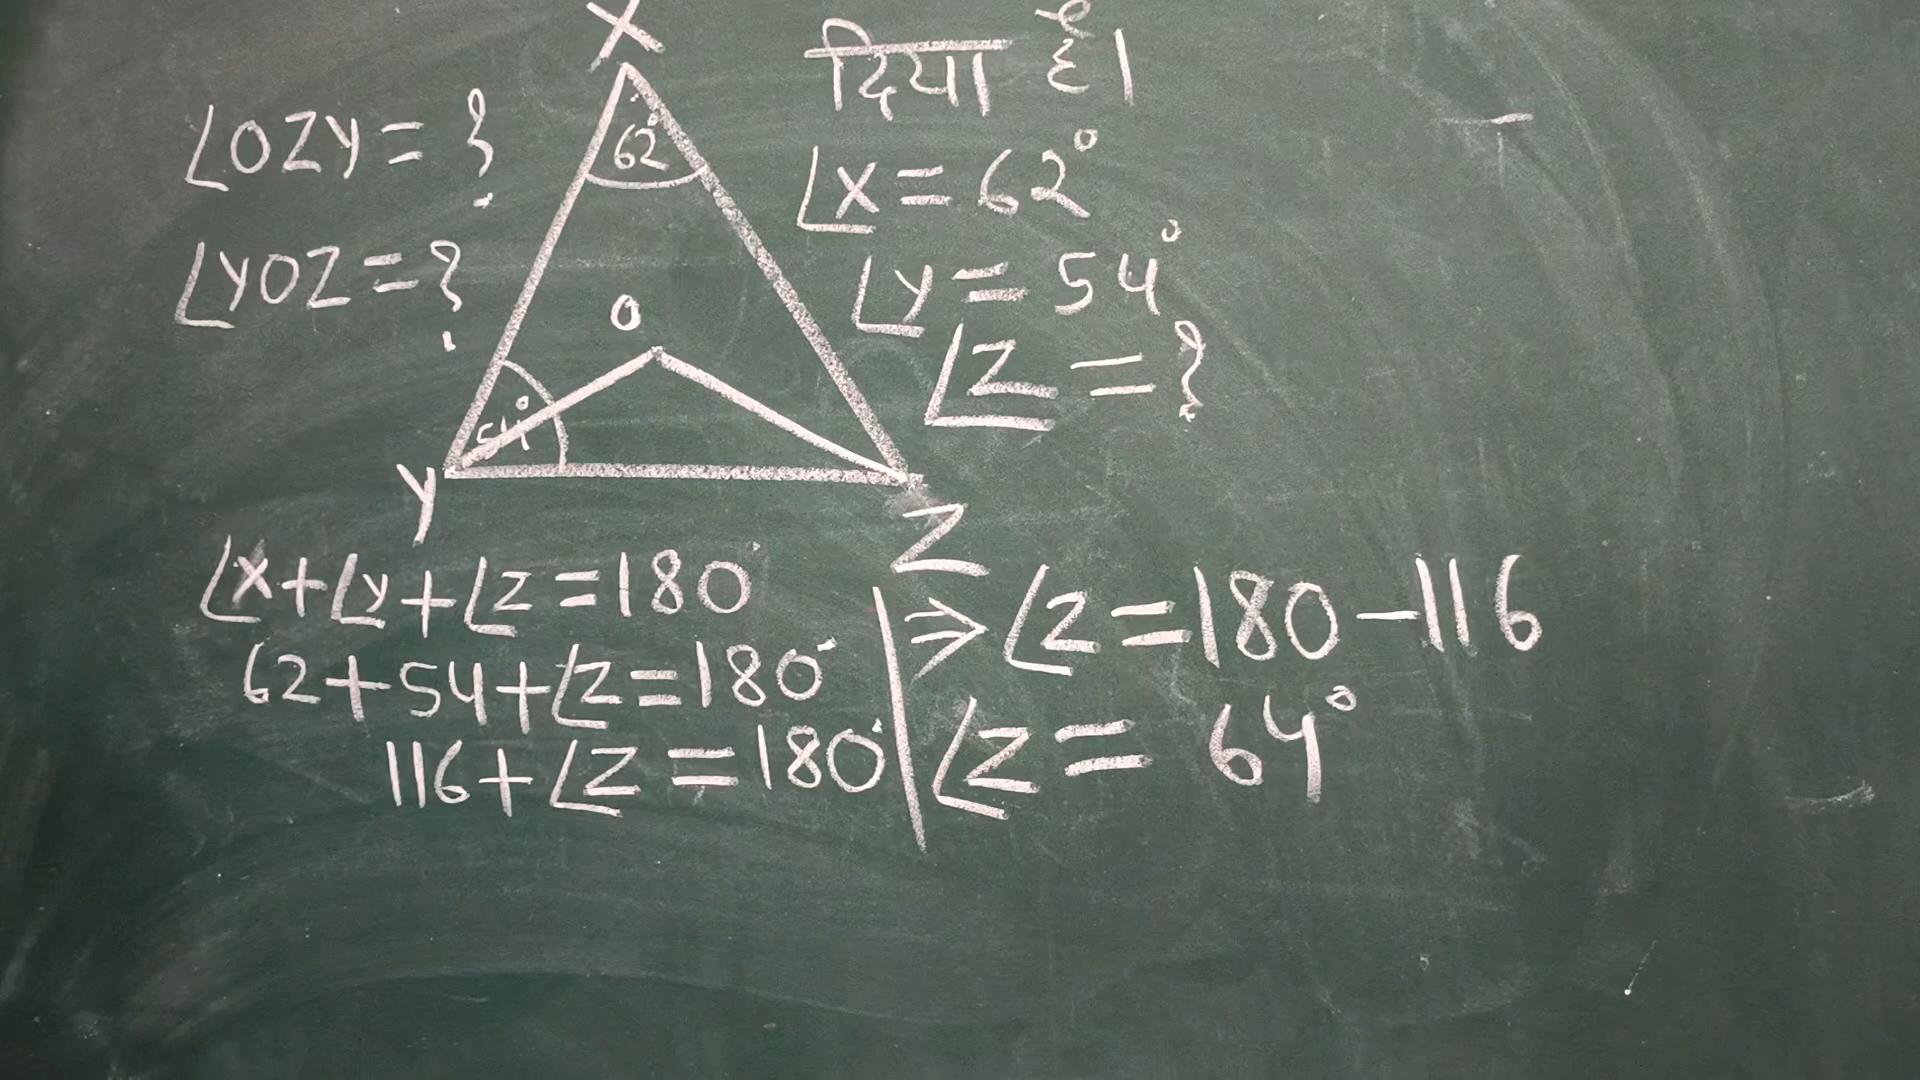 X
दिया है।
∠OZY = ?
62°
∠X = 62°
∠YOZ = ?
∠Y = 54°
O
∠Z = ?
54°
Y
Z
∠X+∠Y+∠Z=180°
62+54+∠Z=180°
116+∠Z=180°
⇒∠Z=180-116
∠Z= 64°